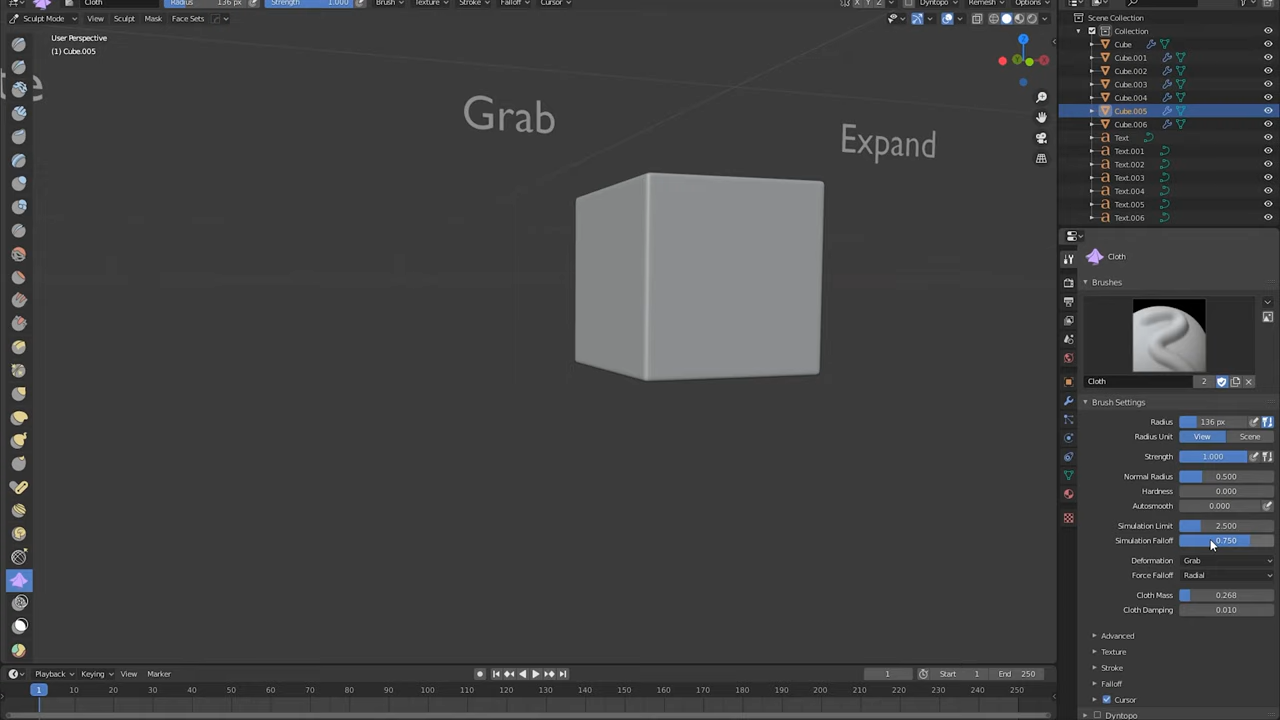 Cloth Radius 136 px Strength 1.000 Brush Texture Stroke Falloff Cursor X Y Z Dyntopo Remesh Options
Sculpt Mode View Sculpt Mask Face Sets
User Perspective
(1) Cube.005
te
Grab
Expand
Z
Scene Collection
Collection
Cube
Cube.001
Cube.002
Cube.003
Cube.004
Cube.005
Cube.006
Text
Text.001
Text.002
Text.003
Text.004
Text.005
Text.006
Cloth
Brushes
Cloth 2
Brush Settings
Radius 136 px
Radius Unit View Scene
Strength 1.000
Normal Radius 0.500
Hardness 0.000
Autosmooth 0.000
Simulation Limit 2.500
Simulation Falloff 0.750
Deformation Grab
Force Falloff Radial
Cloth Mass 0.268
Cloth Damping 0.010
Advanced
Texture
Stroke
Falloff
Cursor
Dyntopo
Playback Keying View Marker 1 Start 1 End 250
1 10 20 30 40 50 60 70 80 90 100 110 120 130 140 150 160 170 180 190 200 210 220 230 240 250